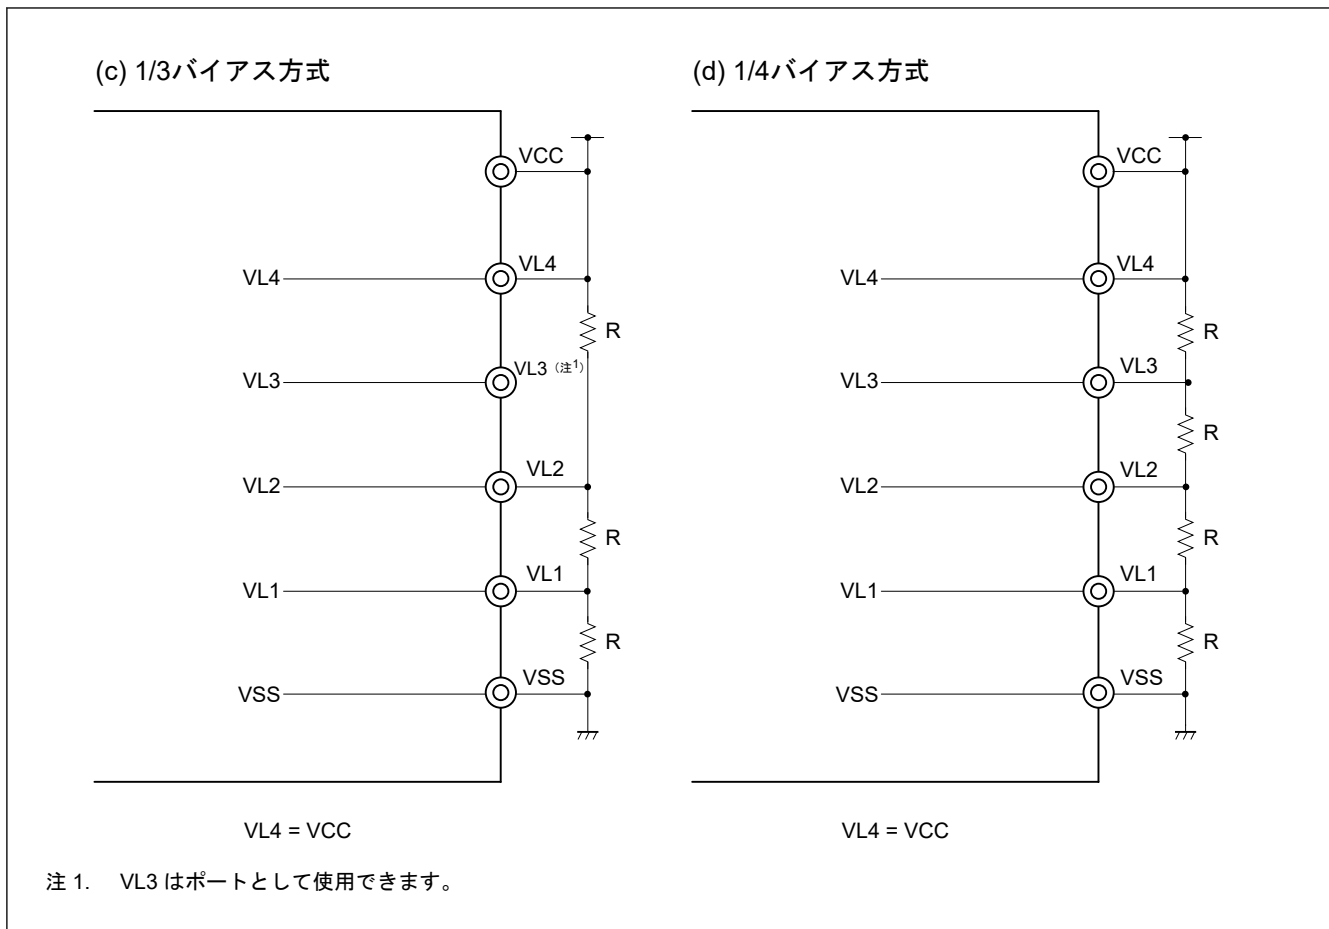 (c) 1/3バイアス方式
VCC
VL4
VL4
R
VL3
VL3（注1）
VL2
VL2
R
VL1
VL1
R
VSS
VSS
VL4 = VCC
(d) 1/4バイアス方式
VCC
VL4
VL4
R
VL3
VL3
R
VL2
VL2
R
VL1
VL1
R
VSS
VSS
VL4 = VCC
注 1. VL3 はポートとして使用できます。